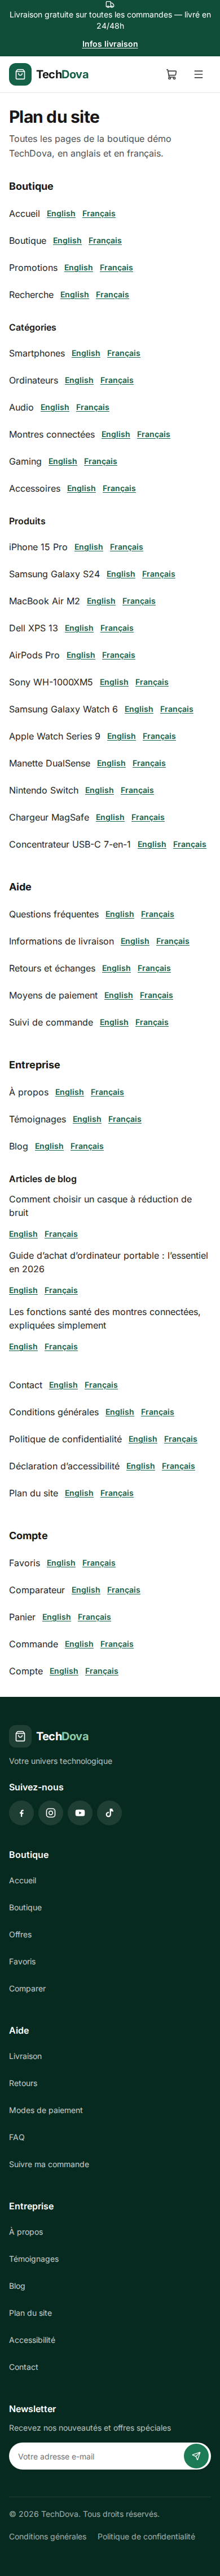 Livraison gratuite sur toutes les commandes — livré en
24/48h
Infos livraison
TechDova
Plan du site
Toutes les pages de la boutique démo
TechDova, en anglais et en français.
Boutique
Accueil English Français
Boutique English Français
Promotions English Français
Recherche English Français
Catégories
Smartphones English Français
Ordinateurs English Français
Audio English Français
Montres connectées English Français
Gaming English Français
Accessoires English Français
Produits
iPhone 15 Pro English Français
Samsung Galaxy S24 English Français
MacBook Air M2 English Français
Dell XPS 13 English Français
AirPods Pro English Français
Sony WH-1000XM5 English Français
Samsung Galaxy Watch 6 English Français
Apple Watch Series 9 English Français
Manette DualSense English Français
Nintendo Switch English Français
Chargeur MagSafe English Français
Concentrateur USB-C 7-en-1 English Français
Aide
Questions fréquentes English Français
Informations de livraison English Français
Retours et échanges English Français
Moyens de paiement English Français
Suivi de commande English Français
Entreprise
À propos English Français
Témoignages English Français
Blog English Français
Articles de blog
Comment choisir un casque à réduction de
bruit
English Français
Guide d’achat d’ordinateur portable : l’essentiel
en 2026
English Français
Les fonctions santé des montres connectées,
expliquées simplement
English Français
Contact English Français
Conditions générales English Français
Politique de confidentialité English Français
Déclaration d’accessibilité English Français
Plan du site English Français
Compte
Favoris English Français
Comparateur English Français
Panier English Français
Commande English Français
Compte English Français
TechDova
Votre univers technologique
Suivez-nous
Boutique
Accueil
Boutique
Offres
Favoris
Comparer
Aide
Livraison
Retours
Modes de paiement
FAQ
Suivre ma commande
Entreprise
À propos
Témoignages
Blog
Plan du site
Accessibilité
Contact
Newsletter
Recevez nos nouveautés et offres spéciales
Votre adresse e-mail
© 2026 TechDova. Tous droits réservés.
Conditions générales Politique de confidentialité